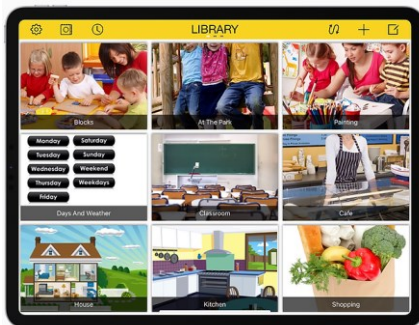 LIBRARY
Blocks
At The Park
Painting
Monday
Saturday
Tuesday
Sunday
Wednesday
Weekend
Thursday
Weekdays
Friday
Days And Weather
Classroom
Cafe
House
Kitchen
Shopping